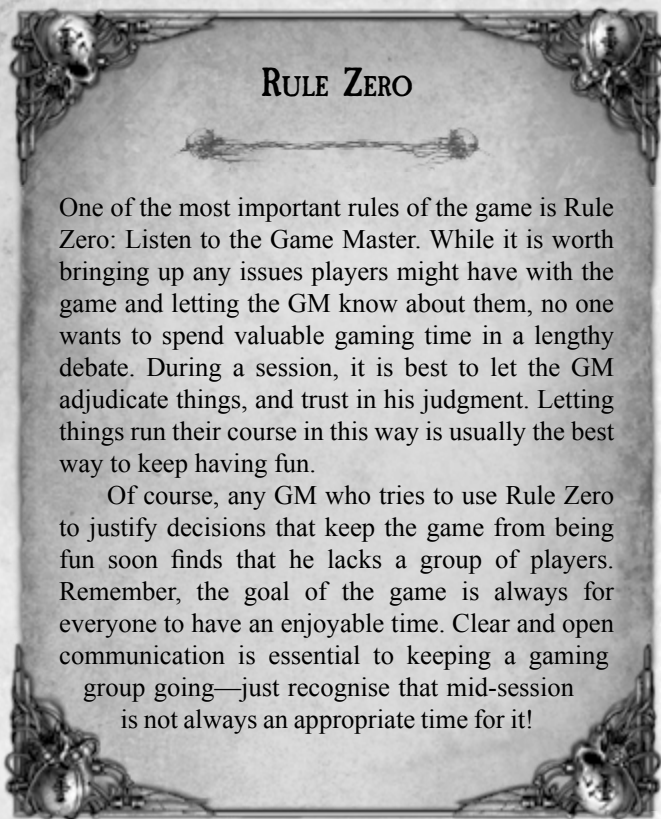 Rule Zero
One of the most important rules of the game is Rule
Zero: Listen to the Game Master. While it is worth
bringing up any issues players might have with the
game and letting the GM know about them, no one
wants to spend valuable gaming time in a lengthy
debate. During a session, it is best to let the GM
adjudicate things, and trust in his judgment. Letting
things run their course in this way is usually the best
way to keep having fun.
Of course, any GM who tries to use Rule Zero
to justify decisions that keep the game from being
fun soon finds that he lacks a group of players.
Remember, the goal of the game is always for
everyone to have an enjoyable time. Clear and open
communication is essential to keeping a gaming
group going—just recognise that mid-session
is not always an appropriate time for it!